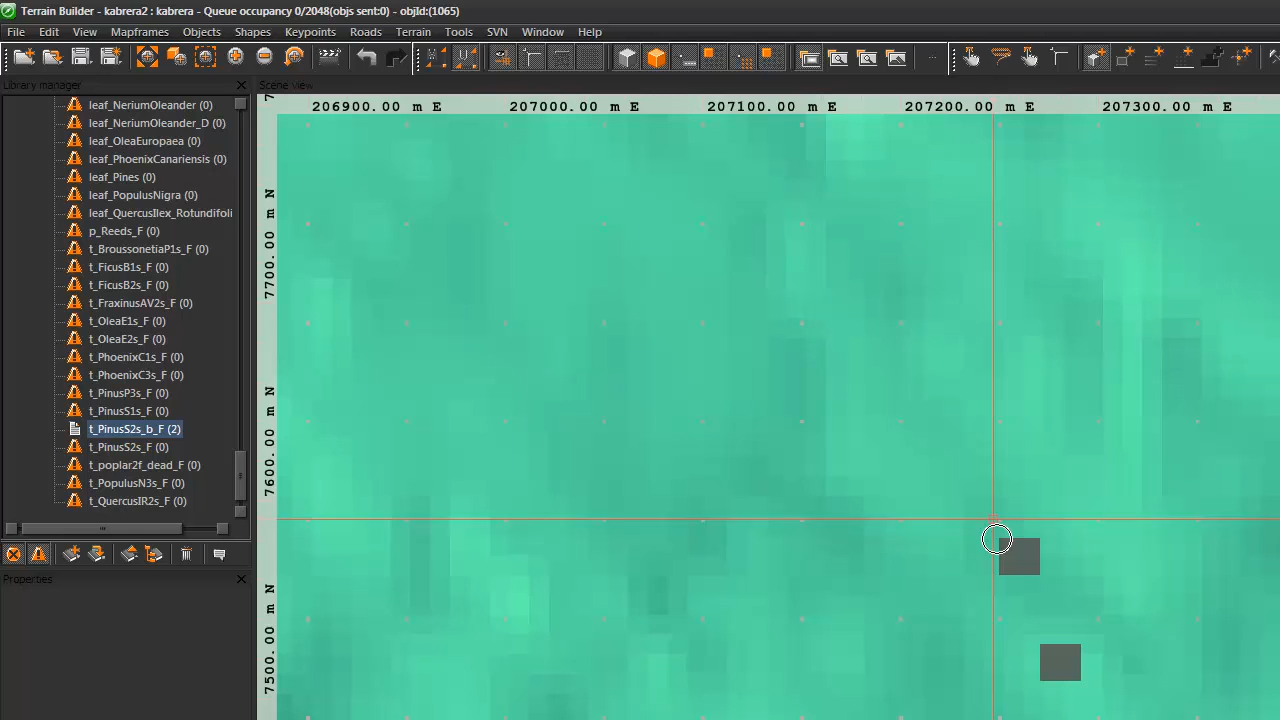 Terrain Builder - kabrera2 : kabrera - Queue occupancy 0/2048(objs sent:0) - objId:(1065)
File Edit View Mapframes Objects Shapes Keypoints Roads Terrain Tools SVN Window Help
Library manager
Scene view
206900.00 m E 207000.00 m E 207100.00 m E 207200.00 m E 207300.00 m E
leaf_NeriumOleander (0)
leaf_NeriumOleander_D (0)
leaf_OleaEuropaea (0)
leaf_PhoenixCanariensis (0)
leaf_Pines (0)
leaf_PopulusNigra (0)
leaf_QuercusIlex_Rotundifoli
p_Reeds_F (0)
t_BroussonetiaP1s_F (0)
t_FicusB1s_F (0)
t_FicusB2s_F (0)
t_FraxinusAV2s_F (0)
t_OleaE1s_F (0)
t_OleaE2s_F (0)
t_PhoenixC1s_F (0)
t_PhoenixC3s_F (0)
t_PinusP3s_F (0)
t_PinusS1s_F (0)
t_PinusS2s_b_F (2)
t_PinusS2s_F (0)
t_poplar2f_dead_F (0)
t_PopulusN3s_F (0)
t_QuercusIR2s_F (0)
7700.00 m N
7600.00 m N
7500.00 m N
Properties